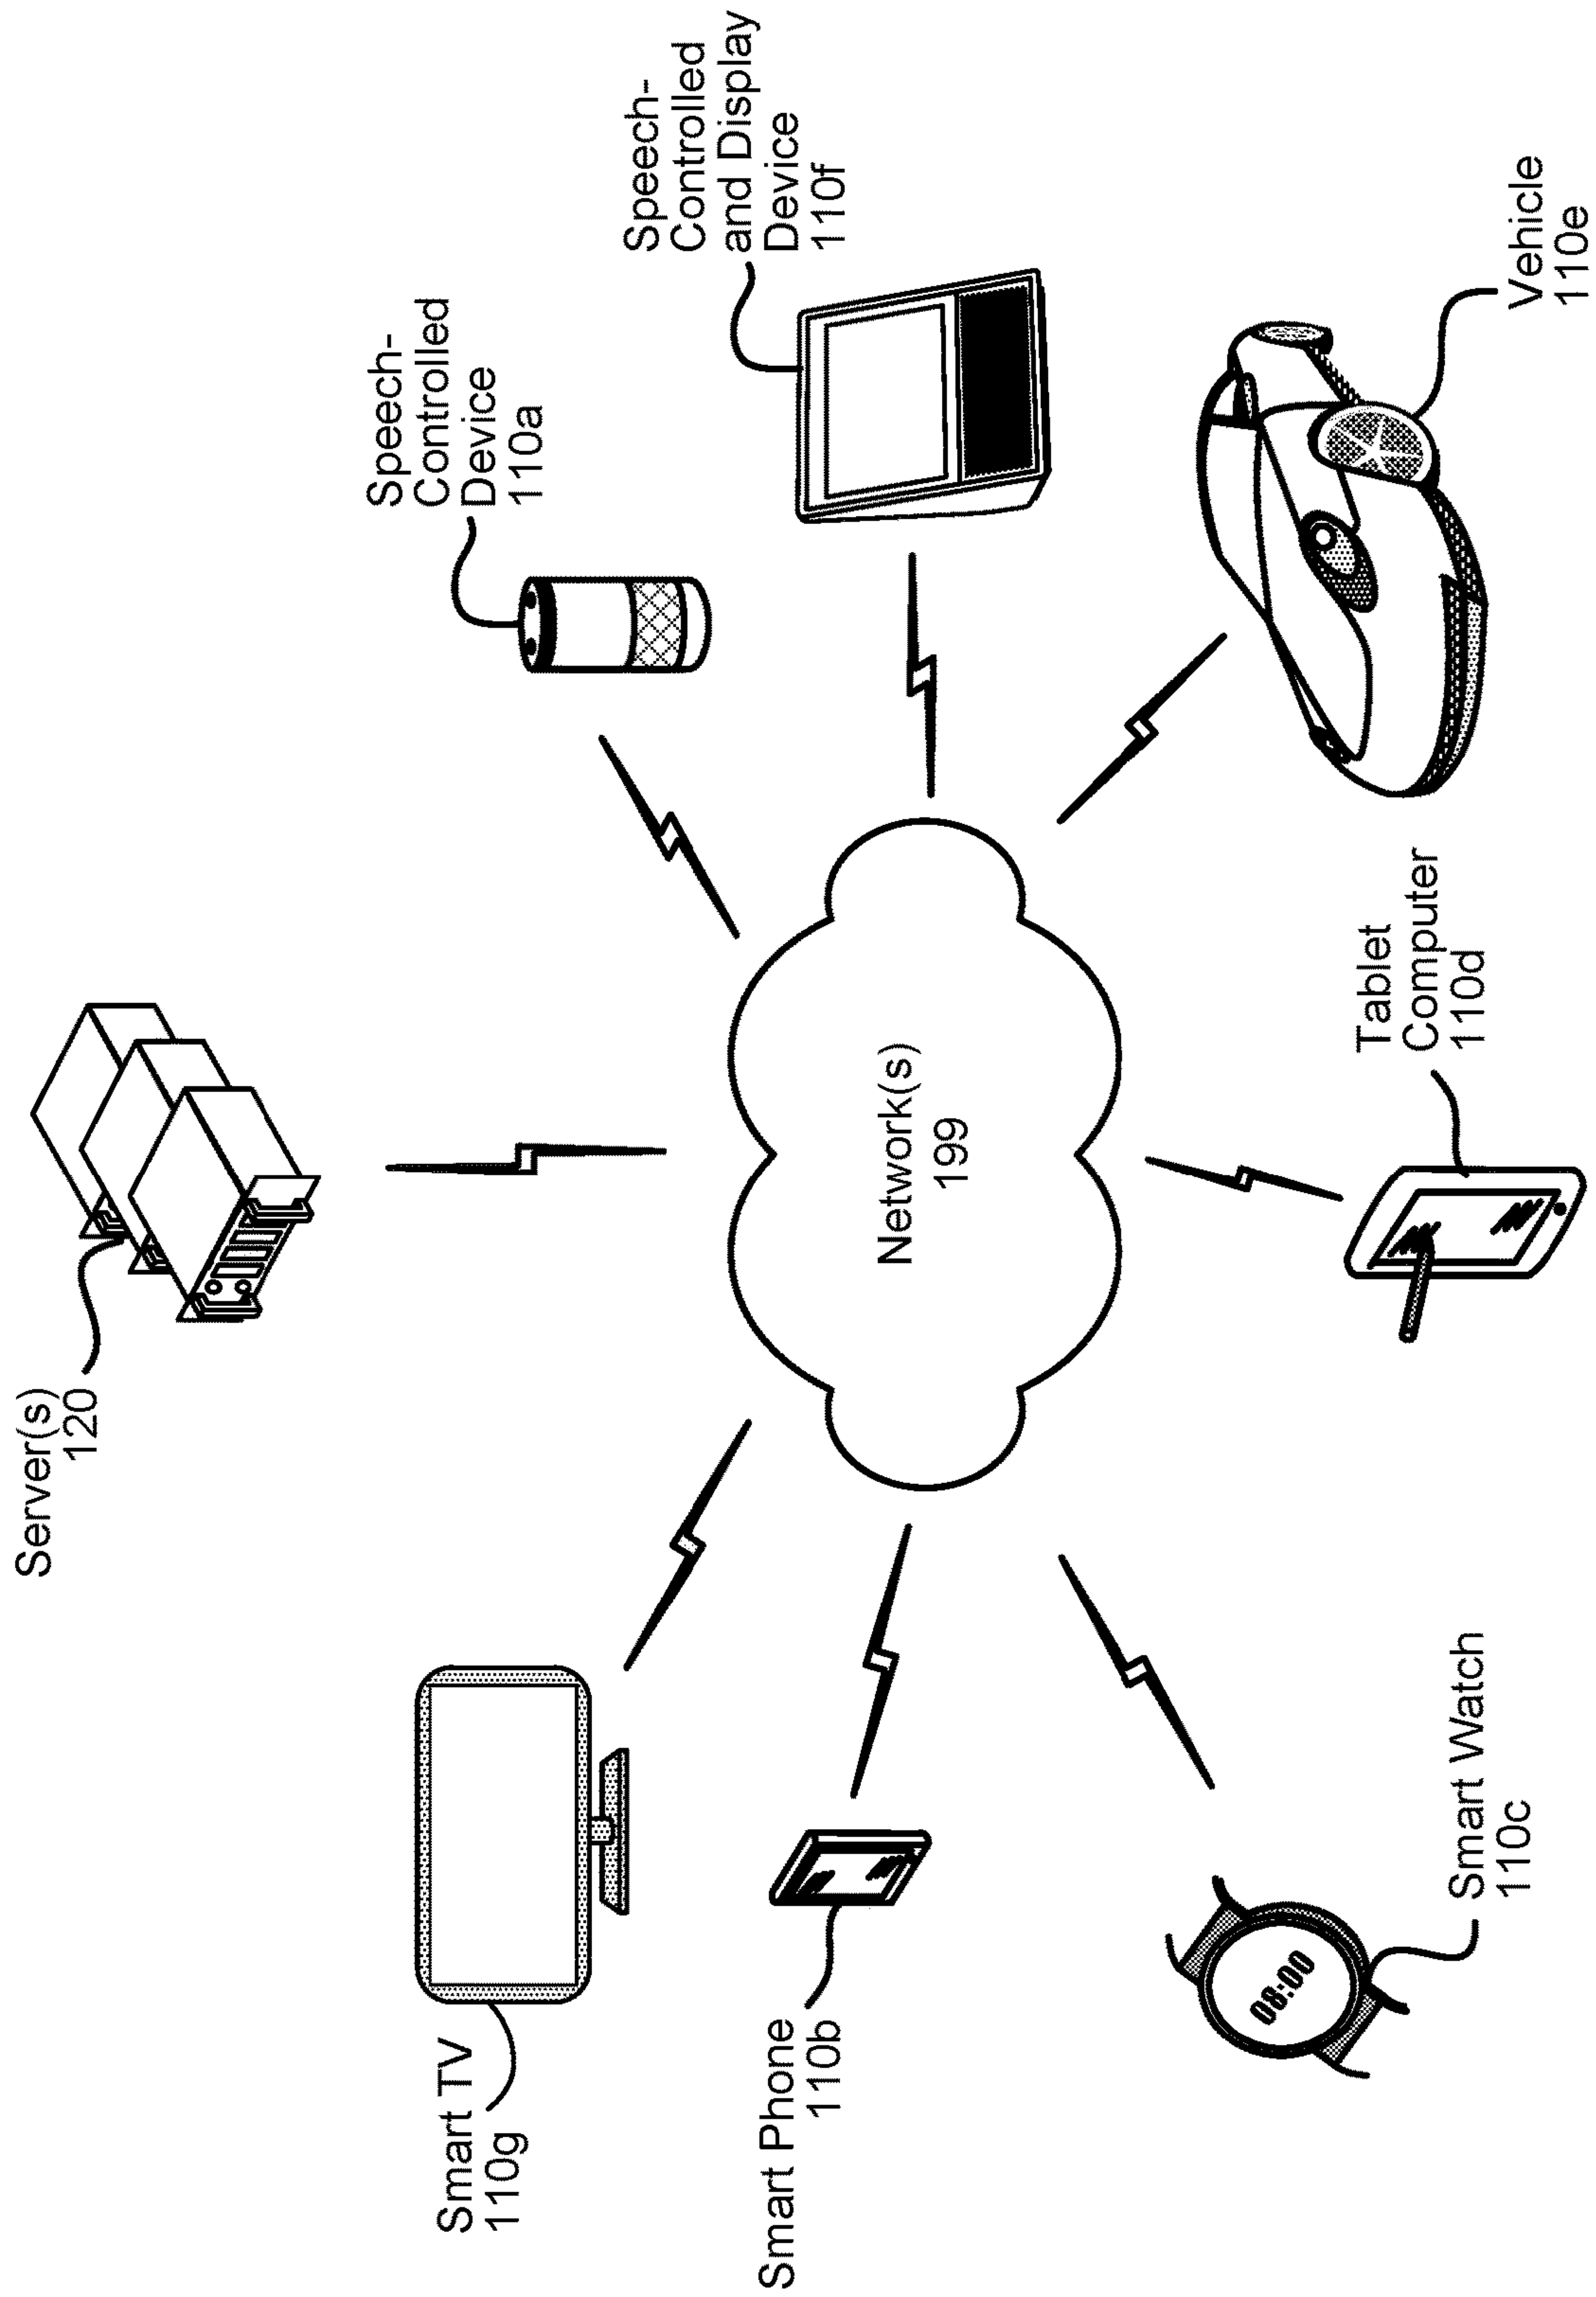 Server(s)
120
Smart TV
110g
Speech-
Controlled
Device
110a
Speech-
Controlled
and Display
Device
110f
Smart Phone
110b
Network(s)
199
Smart Watch
110c
08:00
Tablet
Computer
110d
Vehicle
110e